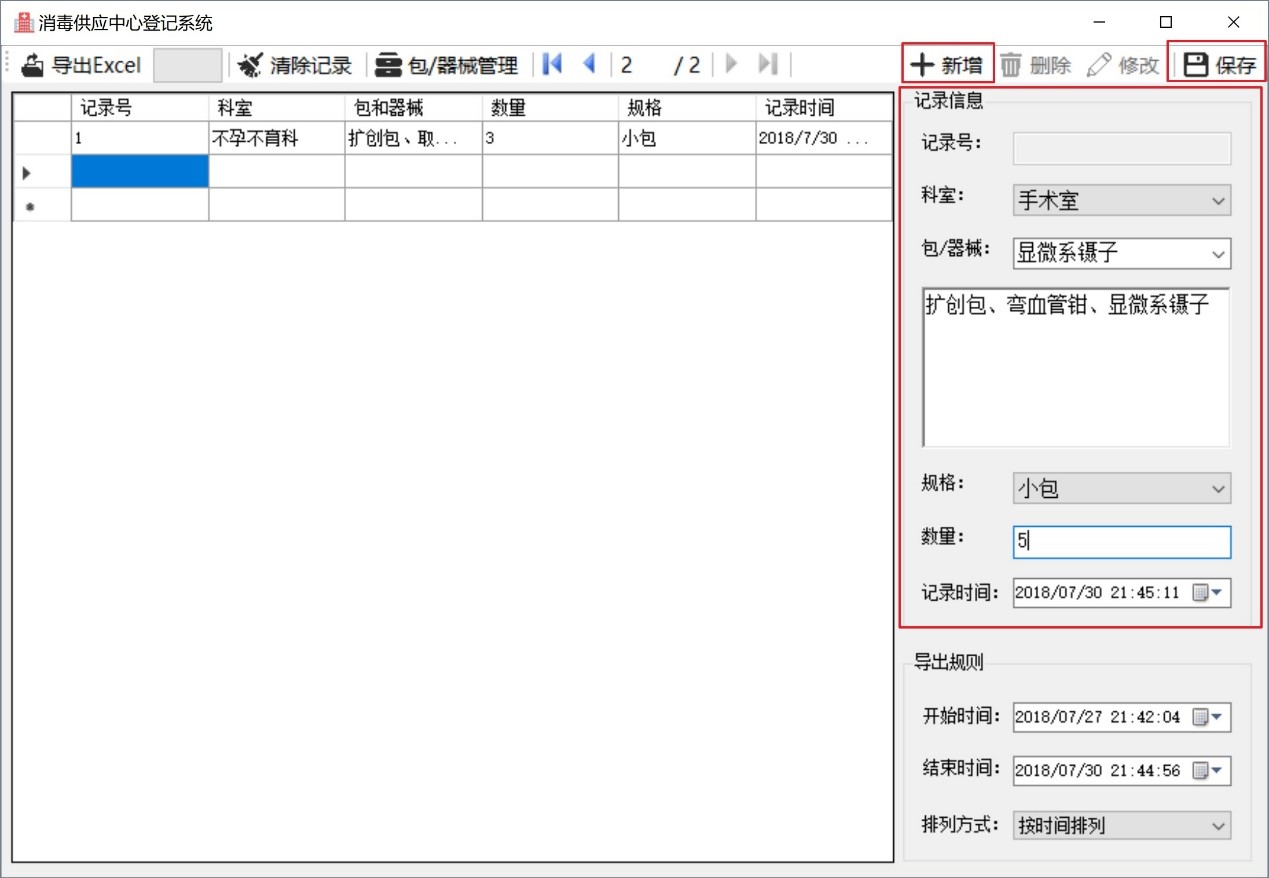 消毒供应中心登记系统
导出Excel 清除记录 包/器械管理 2 / 2 新增 删除 修改 保存
记录号 科室 包和器械 数量 规格 记录时间
1 不孕不育科 扩创包、取... 3 小包 2018/7/30 ...
记录信息
记录号:
科室: 手术室
包/器械: 显微系镊子
扩创包、弯血管钳、显微系镊子
规格: 小包
数量: 5
记录时间: 2018/07/30 21:45:11
导出规则
开始时间: 2018/07/27 21:42:04
结束时间: 2018/07/30 21:44:56
排列方式: 按时间排列